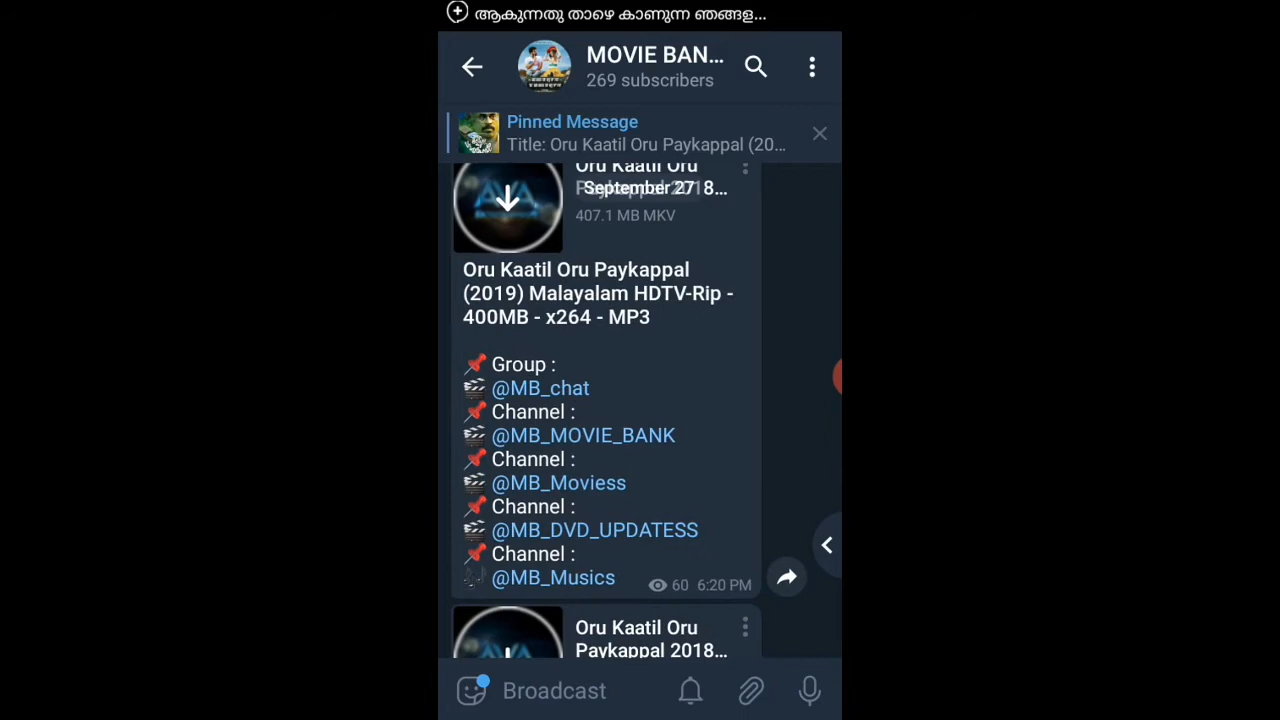 ആകുന്നതു താഴെ കാണുന്ന ഞങ്ങള...
MOVIE BAN...
269 subscribers
Pinned Message
Title: Oru Kaatil Oru Paykappal (20...
Oru Kaatil Oru
Paykappal 2018...
September 27
407.1 MB MKV
Oru Kaatil Oru Paykappal
(2019) Malayalam HDTV-Rip -
400MB - x264 - MP3
Group :
@MB_chat
Channel :
@MB_MOVIE_BANK
Channel :
@MB_Moviess
Channel :
@MB_DVD_UPDATESS
Channel :
@MB_Musics
60 6:20 PM
Oru Kaatil Oru
Paykappal 2018...
Broadcast